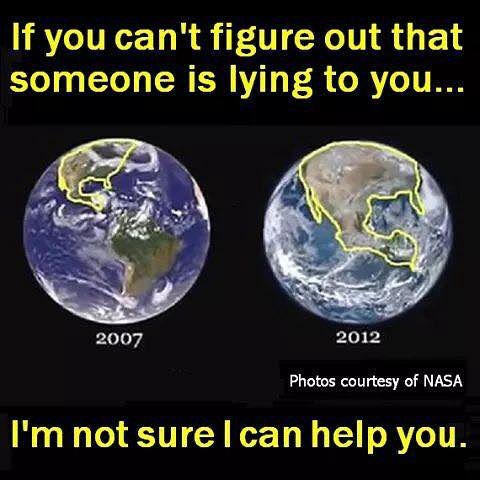 If you can't figure out that
someone is lying to you...
2007
2012
Photos courtesy of NASA
I'm not sure I can help you.